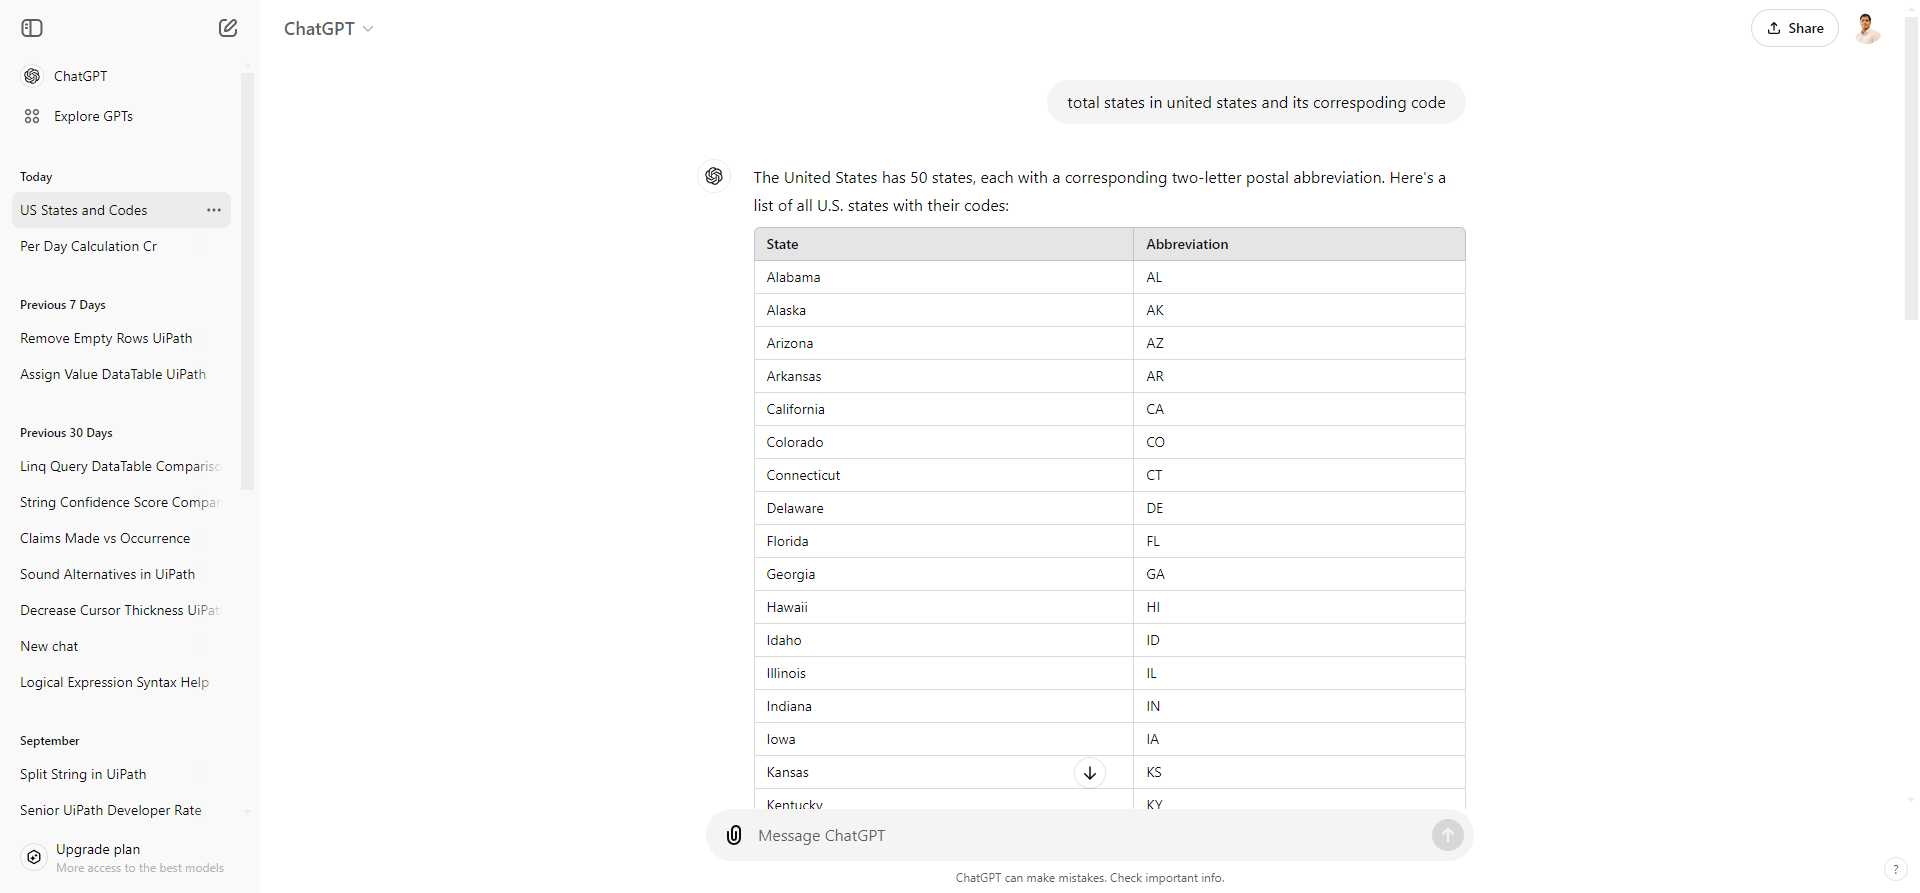 ChatGPT
Explore GPTs
Today
US States and Codes
Per Day Calculation Cr
Previous 7 Days
Remove Empty Rows UiPath
Assign Value DataTable UiPath
Previous 30 Days
Linq Query DataTable Compariso
String Confidence Score Compar
Claims Made vs Occurrence
Sound Alternatives in UiPath
Decrease Cursor Thickness UiPat
New chat
Logical Expression Syntax Help
September
Split String in UiPath
Senior UiPath Developer Rate
Upgrade plan
More access to the best models
ChatGPT
Share
total states in united states and its correspoding code
The United States has 50 states, each with a corresponding two-letter postal abbreviation. Here's a
list of all U.S. states with their codes:
State Abbreviation
Alabama AL
Alaska AK
Arizona AZ
Arkansas AR
California CA
Colorado CO
Connecticut CT
Delaware DE
Florida FL
Georgia GA
Hawaii HI
Idaho ID
Illinois IL
Indiana IN
Iowa IA
Kansas KS
Kentucky KY
Message ChatGPT
ChatGPT can make mistakes. Check important info.
?